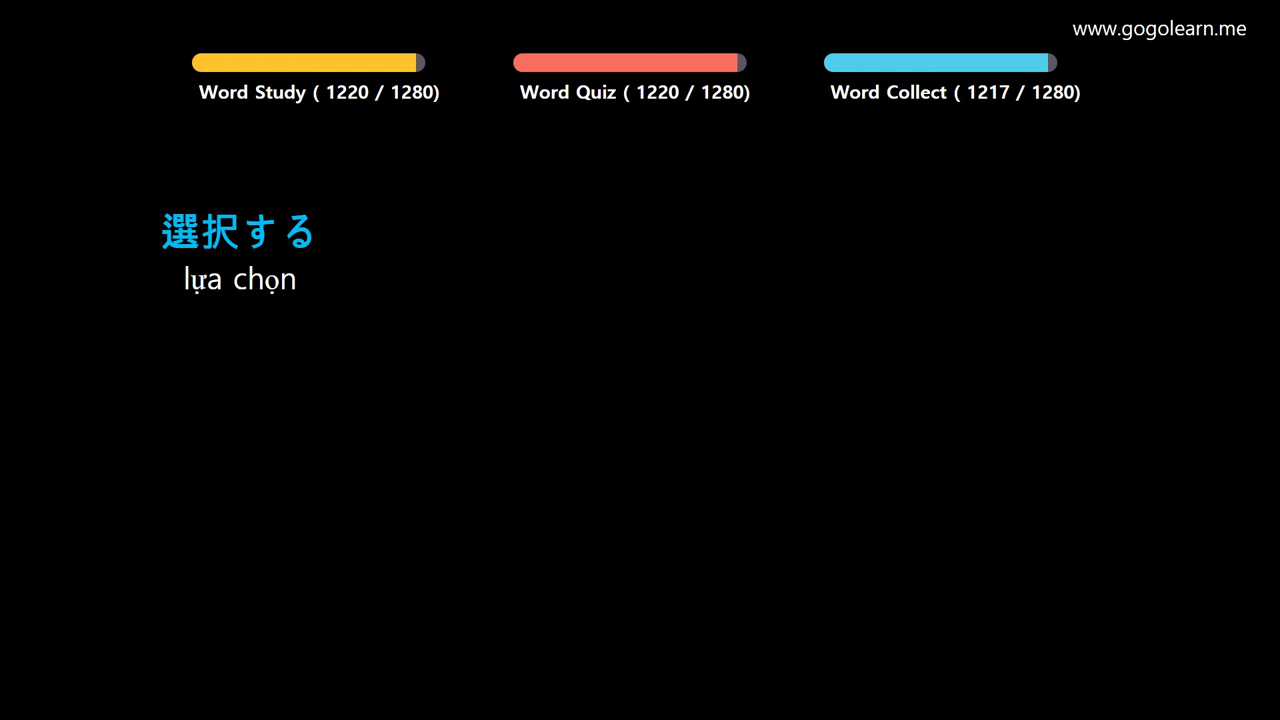 www.gogolearn.me
Word Study ( 1220 / 1280)
Word Quiz ( 1220 / 1280)
Word Collect ( 1217 / 1280)
選択する
lựa chọn